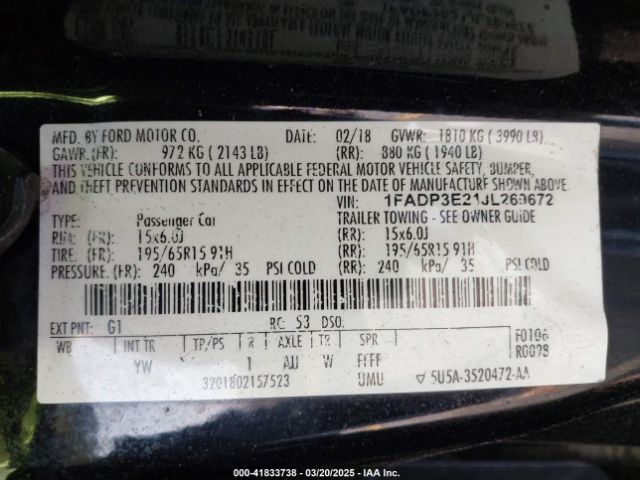 MFD. BY FORD MOTOR CO. DATE: 02/18 GVWR: 1810 KG ( 3990 LB)
GAWR: (FR): 972 KG ( 2143 LB) (RR): 880 KG ( 1940 LB)
THIS VEHICLE CONFORMS TO ALL APPLICABLE FEDERAL MOTOR VEHICLE SAFETY, BUMPER,
AND THEFT PREVENTION STANDARDS IN EFFECT ON THE DATE OF MANUFACTURE SHOWN ABOVE.
VIN: 1FADP3E21JL269672
TYPE: Passenger Car TRAILER TOWING - SEE OWNER GUIDE
RIM: (FR): 15x6.0J (RR): 15x6.0J
TIRE: (FR): 195/65R15 91H (RR): 195/65R15 91H
PRESSURE: (FR): 240 kPa/ 35 PSI COLD (RR): 240 kPa/ 35 PSI COLD
EXT PNT: G1 RC: 53 DSO:
WB INT TR TP/PS R AXLE TR SPR F0106
YW 1 W
3201802157523 UMU ▽ 5U5A-3520472-AA
(ON) - 41833738 - 03/20/2025 - IAA Inc.